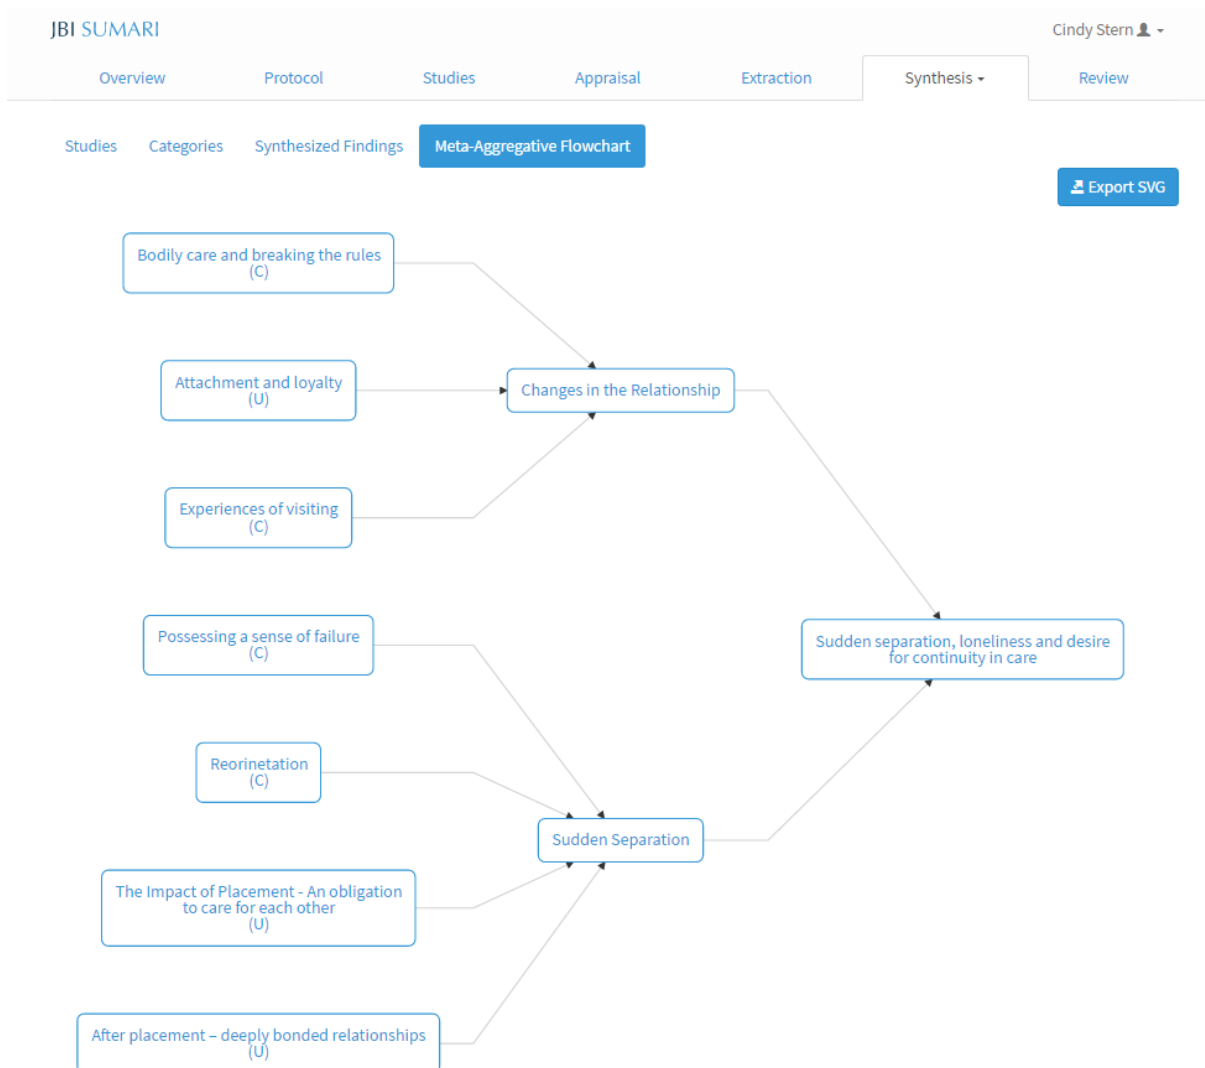 JBI SUMARI
Cindy Stern
Overview
Protocol
Studies
Appraisal
Extraction
Synthesis
Review
Studies
Categories
Synthesized Findings
Meta-Aggregative Flowchart
Export SVG
Bodily care and breaking the rules
(C)
Attachment and loyalty
(U)
Changes in the Relationship
Experiences of visiting
(C)
Possessing a sense of failure
(C)
Sudden separation, loneliness and desire
for continuity in care
Reorinetation
(C)
Sudden Separation
The Impact of Placement - An obligation
to care for each other
(U)
After placement – deeply bonded relationships
(U)